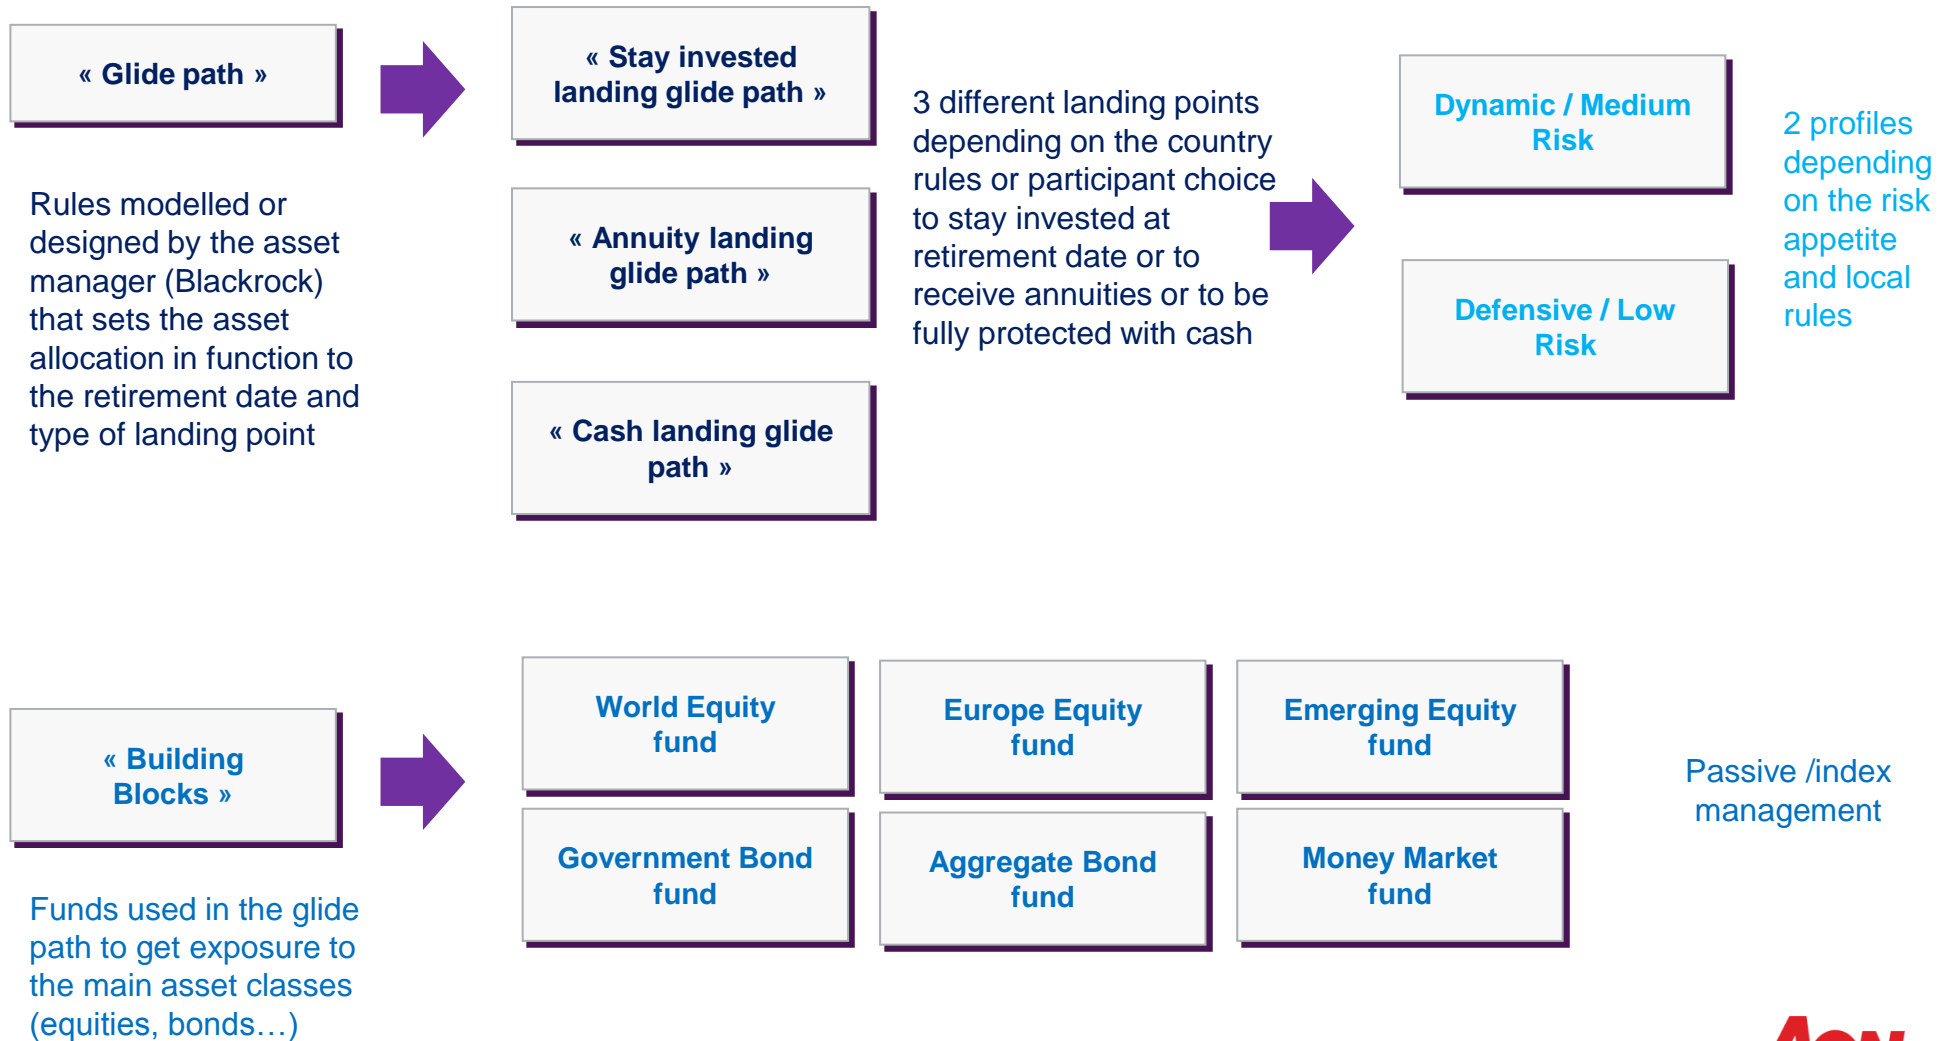 « Glide path »
Rules modelled or
designed by the asset
manager (Blackrock)
that sets the asset
allocation in function to
the retirement date and
type of landing point
« Stay invested
landing glide path »
« Annuity landing
glide path »
« Cash landing glide
path »
3 different landing points
depending on the country
rules or participant choice
to stay invested at
retirement date or to
receive annuities or to be
fully protected with cash
Dynamic / Medium
Risk
Defensive / Low
Risk
2 profiles
depending
on the risk
appetite
and local
rules
« Building
Blocks »
Funds used in the glide
path to get exposure to
the main asset classes
(equities, bonds…)
World Equity
fund
Europe Equity
fund
Emerging Equity
fund
Government Bond
fund
Aggregate Bond
fund
Money Market
fund
Passive /index
management